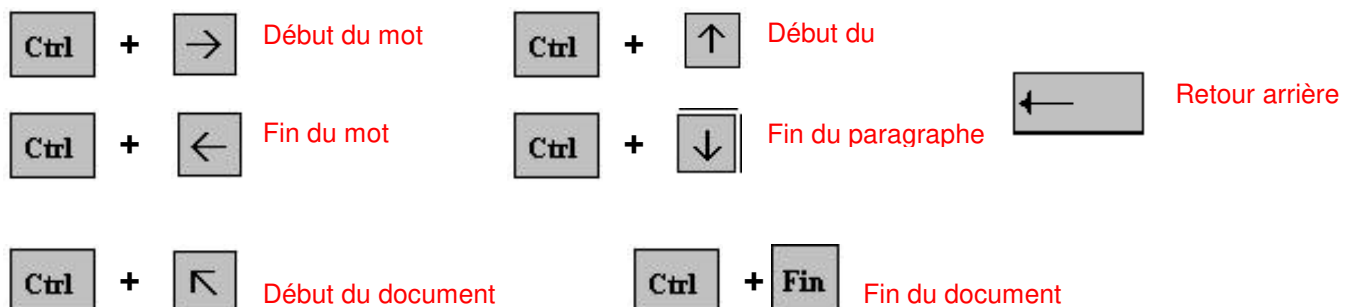 Ctrl + → Début du mot
Ctrl + ↑ Début du
← Retour arrière
Ctrl + ← Fin du mot
Ctrl + ↓ Fin du paragraphe
Ctrl + ↖ Début du document
Ctrl + Fin Fin du document